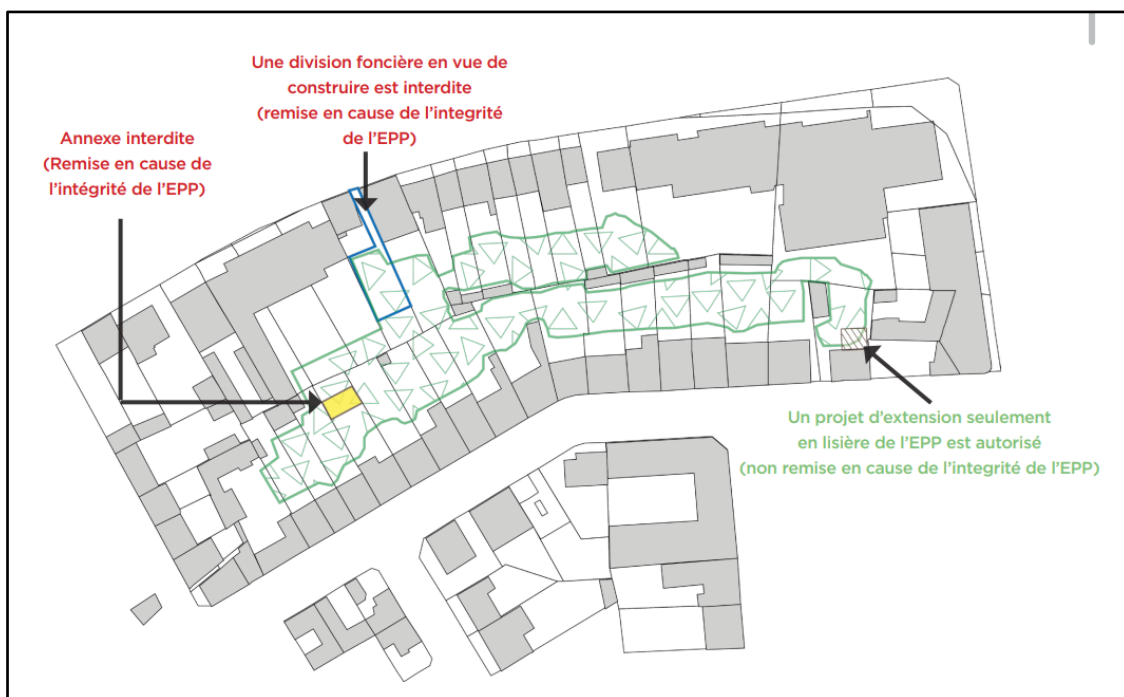 Une division foncière en vue de
construire est interdite
(remise en cause de l'integrité
de l'EPP)
Annexe interdite
(Remise en cause de
l'intégrité de l'EPP)
Un projet d'extension seulement
en lisière de l'EPP est autorisé
(non remise en cause de l'integrité de l'EPP)